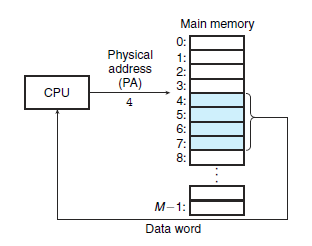 Main memory
0:
1:
Physical
address
(PA)
2:
3:
CPU
4
4:
5:
6:
7:
8:
...
M−1:
Data word